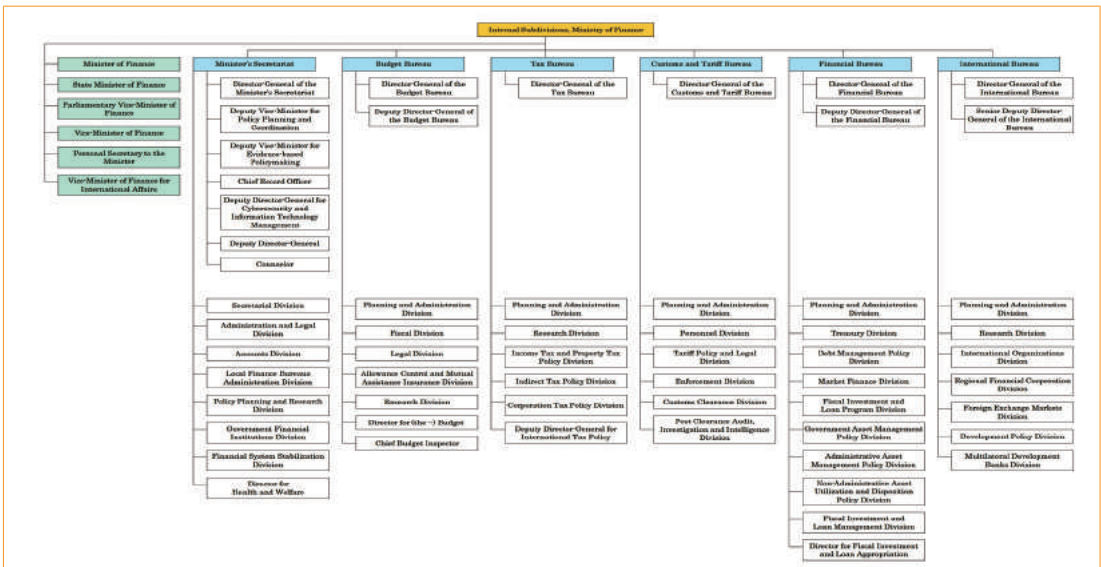 Internal Subdivisions, Ministry of Finance
Minister of Finance
State Minister of Finance
Parliamentary Vice-Minister of
Finance
Vice-Minister of Finance
Personal Secretary to the
Minister
Vice-Minister of Finance for
International Affairs
Minister's Secretariat
Director-General of the
Minister's Secretariat
Deputy Vice-Minister for
Policy Planning and
Coordination
Deputy Vice-Minister for
Evidence-based
Policymaking
Chief Record Officer
Deputy Director-General for
Cybersecurity and
Information Technology
Management
Deputy Director-General
Counselor
Secretarial Division
Administration and Legal
Division
Accounts Division
Local Finance Bureaus
Administration Division
Policy Planning and Research
Division
Government Financial
Institutions Division
Financial System Stabilization
Division
Director for
Health and Welfare
Budget Bureau
Director-General of the
Budget Bureau
Deputy Director-General of
the Budget Bureau
Planning and Administration
Division
Fiscal Division
Legal Division
Allowance Control and Mutual
Assistance Insurance Division
Research Division
Director for (the ~) Budget
Chief Budget Inspector
Tax Bureau
Director-General of the
Tax Bureau
Planning and Administration
Division
Research Division
Income Tax and Property Tax
Policy Division
Indirect Tax Policy Division
Corporation Tax Policy Division
Deputy Director-General for
International Tax Policy
Customs and Tariff Bureau
Director-General of the
Customs and Tariff Bureau
Planning and Administration
Division
Personnel Division
Tariff Policy and Legal
Division
Enforcement Division
Customs Clearance Division
Post Clearance Audit,
Investigation and Intelligence
Division
Financial Bureau
Director-General of the
Financial Bureau
Deputy Director-General of
the Financial Bureau
Planning and Administration
Division
Treasury Division
Debt Management Policy
Division
Market Finance Division
Fiscal Investment and
Loan Program Division
Government Asset Management
Policy Division
Administrative Asset
Management Policy Division
Non-Administrative Asset
Utilization and Disposition
Policy Division
Fiscal Investment and
Loan Management Division
Director for Fiscal Investment
and Loan Appropriation
International Bureau
Director-General of the
International Bureau
Senior Deputy Director-
General of the International
Bureau
Planning and Administration
Division
Research Division
International Organizations
Division
Regional Financial Cooperation
Division
Foreign Exchange Markets
Division
Development Policy Division
Multilateral Development
Banks Division